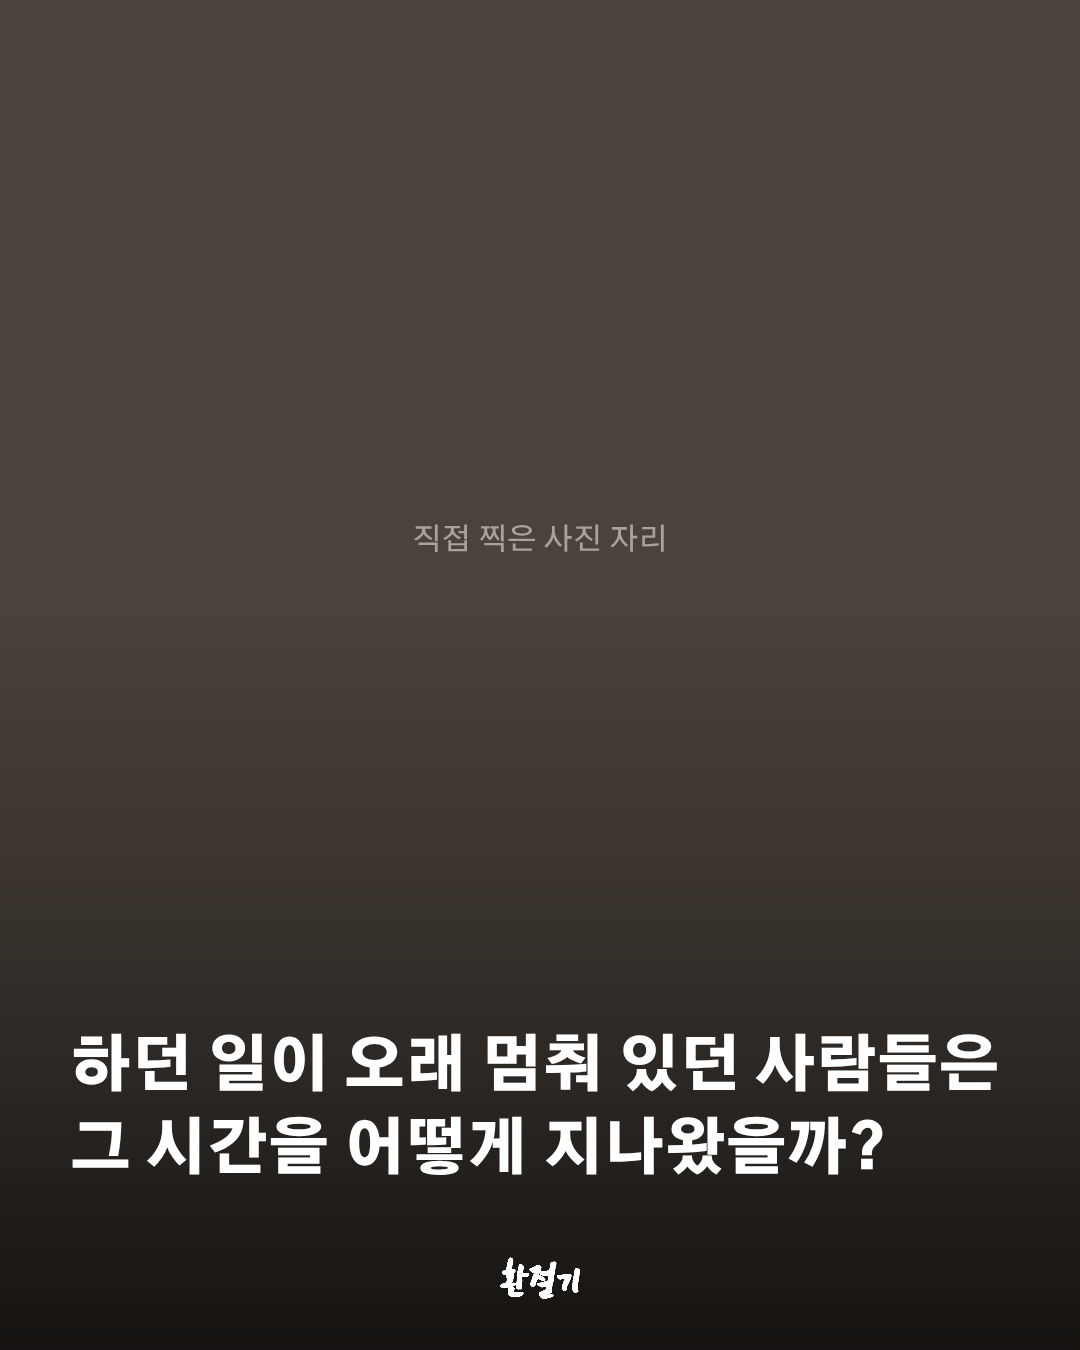 직접 찍은 사진 자리
하던 일이 오래 멈춰 있던 사람들은
그 시간을 어떻게 지나왔을까?
환절기